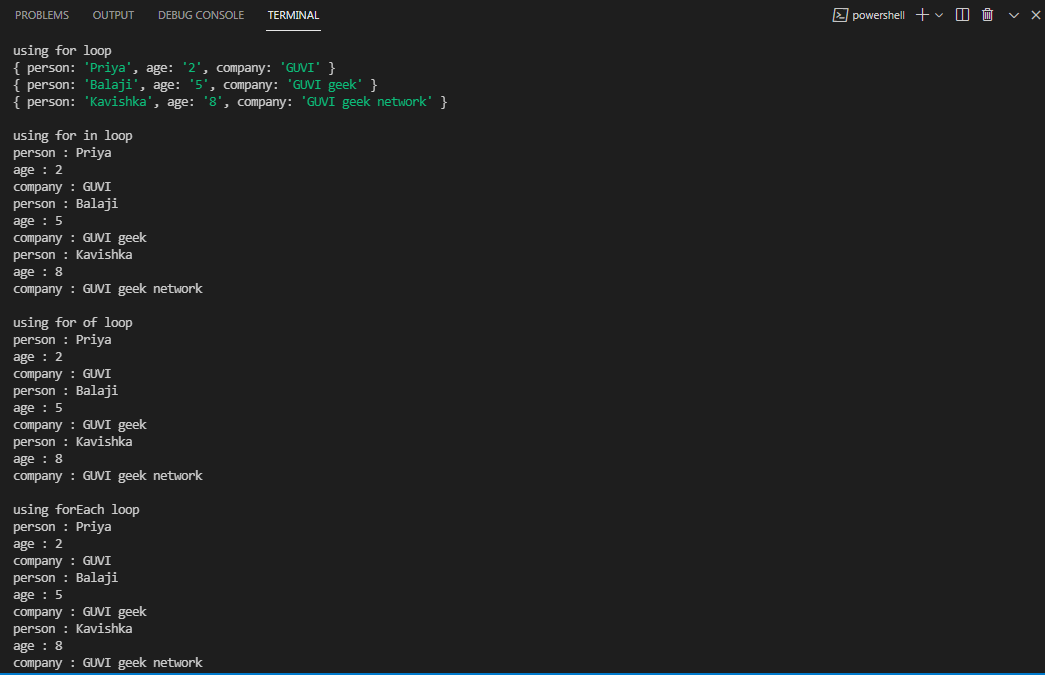 PROBLEMS OUTPUT DEBUG CONSOLE TERMINAL powershell
using for loop
{ person: 'Priya', age: '2', company: 'GUVI' }
{ person: 'Balaji', age: '5', company: 'GUVI geek' }
{ person: 'Kavishka', age: '8', company: 'GUVI geek network' }
using for in loop
person : Priya
age : 2
company : GUVI
person : Balaji
age : 5
company : GUVI geek
person : Kavishka
age : 8
company : GUVI geek network
using for of loop
person : Priya
age : 2
company : GUVI
person : Balaji
age : 5
company : GUVI geek
person : Kavishka
age : 8
company : GUVI geek network
using forEach loop
person : Priya
age : 2
company : GUVI
person : Balaji
age : 5
company : GUVI geek
person : Kavishka
age : 8
company : GUVI geek network